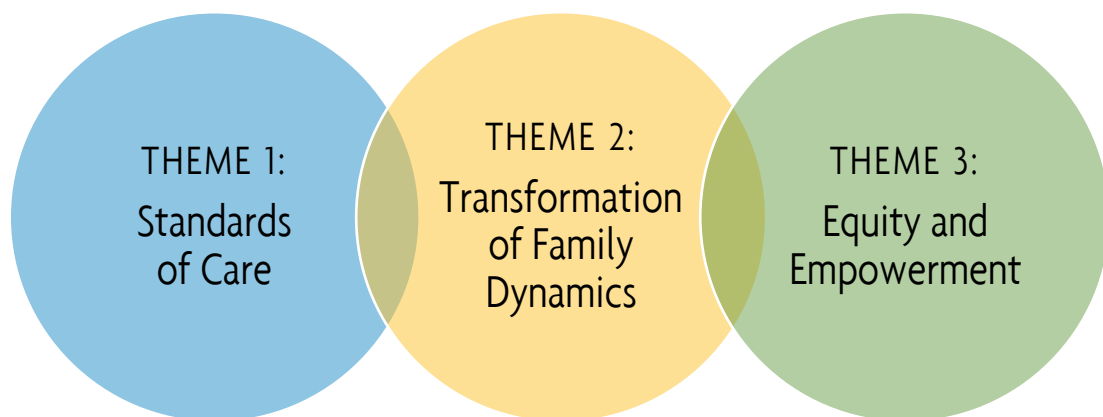 THEME 1:
Standards
of Care
THEME 2:
Transformation
of Family
Dynamics
THEME 3:
Equity and
Empowerment